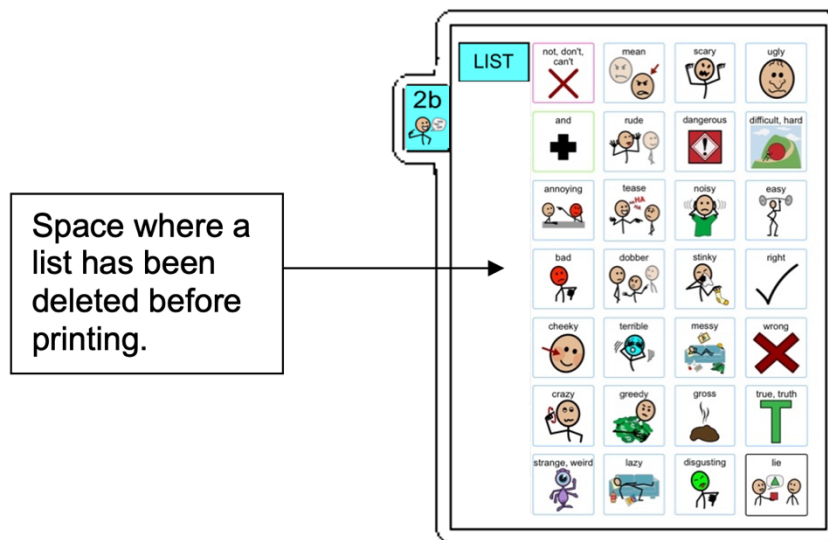 LIST
not, don't,
can't
mean
scary
ugly
2b
and
rude
dangerous
difficult, hard
annoying
tease
HA
HA
noisy
easy
Space where a
list has been
deleted before
printing.
bad
dobber
stinky
right
cheeky
terrible
messy
wrong
crazy
greedy
gross
true, truth
T
strange, weird
lazy
disgusting
lie